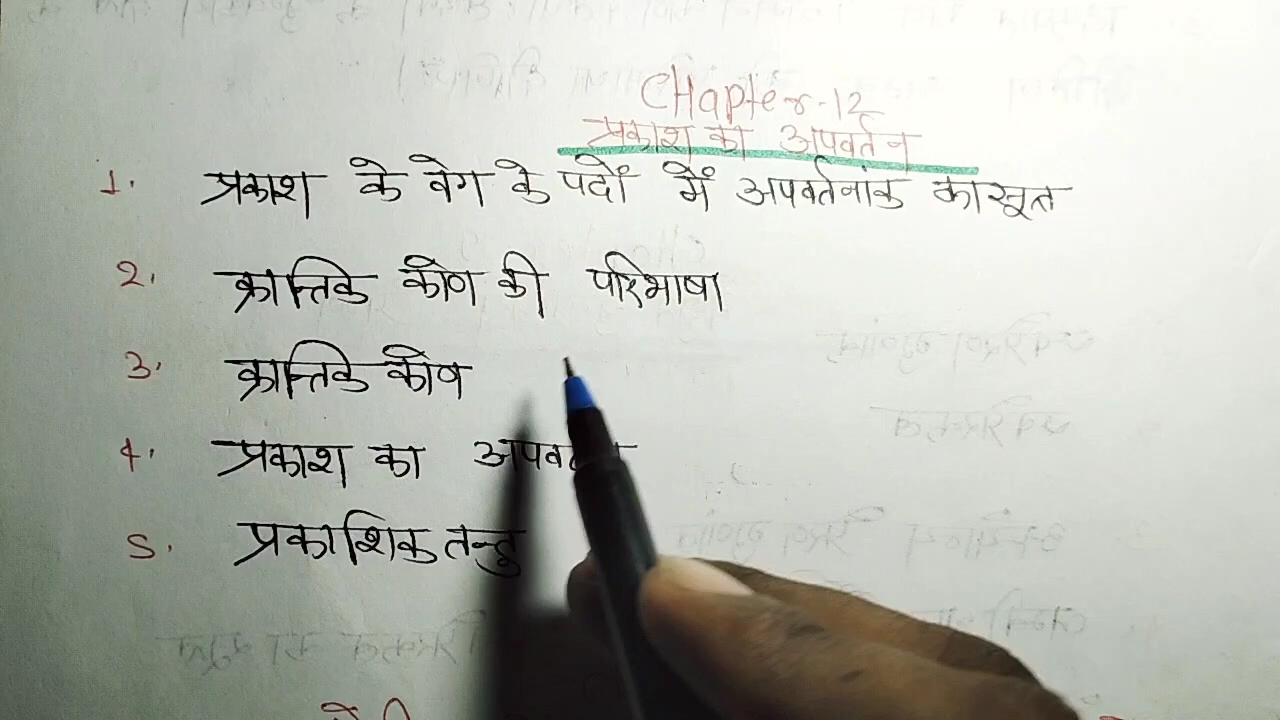 CHapter-12
प्रकाश का अपवर्तन
1. प्रकाश के वेग के पदों में अपवर्तनांक का सूत्र
2. क्रान्तिक कोण की परिभाषा
3. क्रान्तिक कोण
4. प्रकाश का
5. प्रकाशिक तन्तु